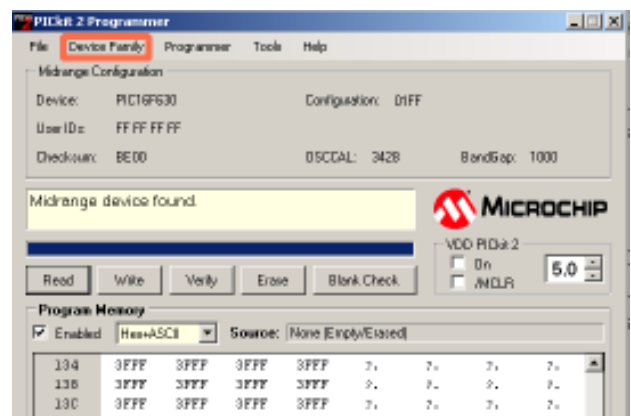 PICkit 2 Programmer
File Device Family Programmer Tools Help
Midrange Configuration
Device: PIC16F630 Configuration: 01FF
User IDs: FF FF FF FF
Checksum: BE00 OSCCAL: 3428 BandGap: 1000
Midrange device found.
MICROCHIP
VDD PICkit 2
On
/MCLR
5.0
Read Write Verify Erase Blank Check
Program Memory
Enabled Hex+ASCII Source: None (Empty/Erased)
134 3FFF 3FFF 3FFF 3FFF ?. ?. ?. ?.
138 3FFF 3FFF 3FFF 3FFF ?. ?. ?. ?.
13C 3FFF 3FFF 3FFF 3FFF ?. ?. ?. ?.